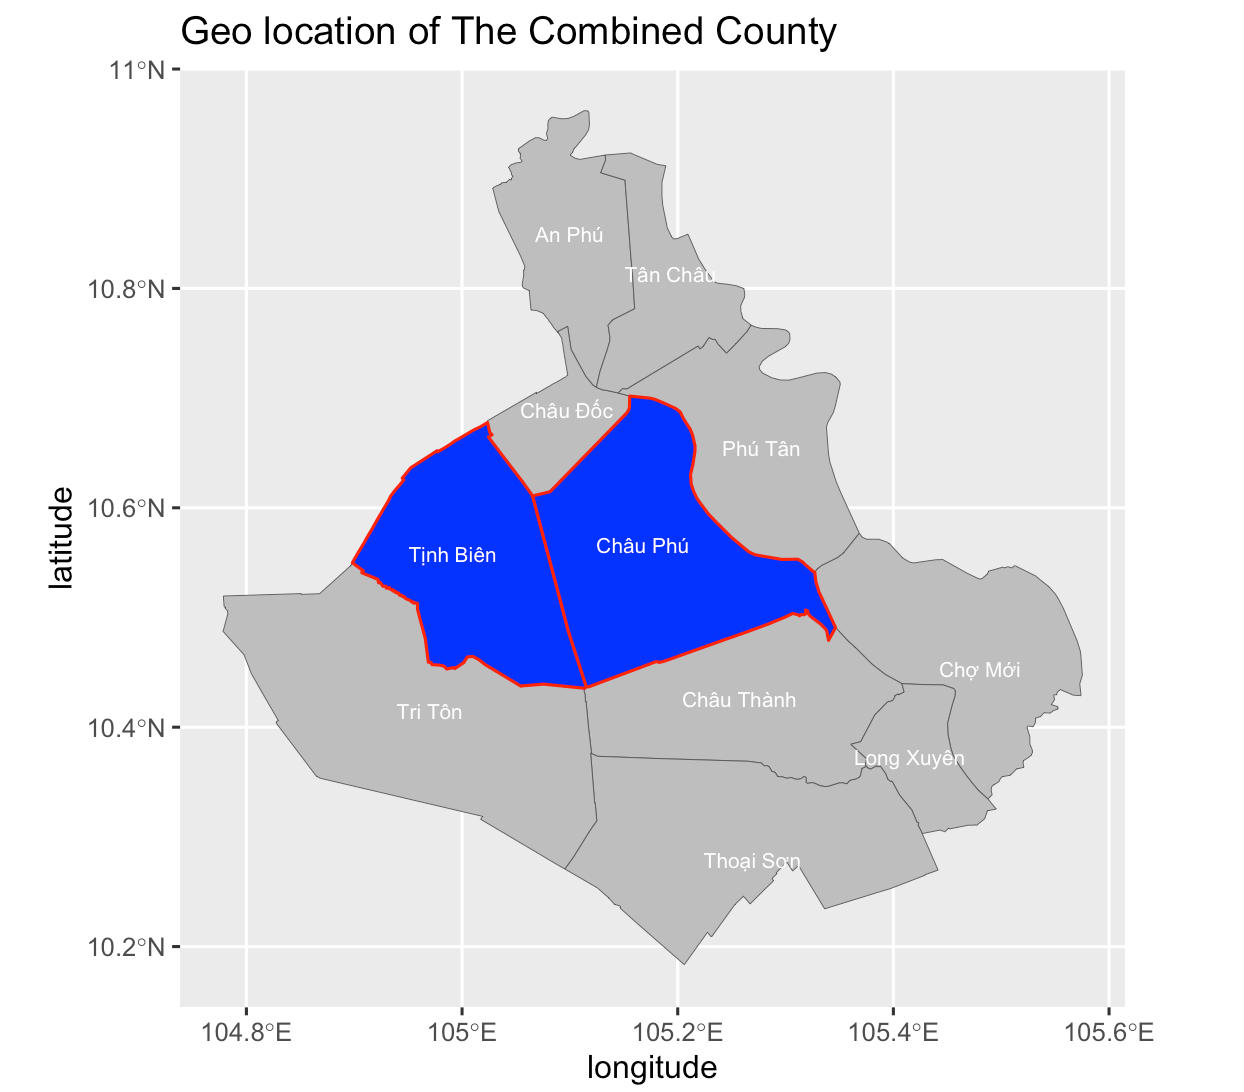 Geo location of The Combined County
11°N
10.8°N
10.6°N
10.4°N
10.2°N
latitude
An Phú
Tân Châu
Châu Đốc
Phú Tân
Tịnh Biên
Châu Phú
Chợ Mới
Tri Tôn
Châu Thành
Long Xuyên
Thoại Sơn
104.8°E
105°E
105.2°E
105.4°E
105.6°E
longitude